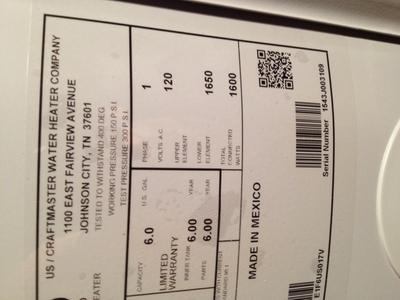 US / CRAFTMASTER WATER HEATER COMPANY
1100 EAST FAIRVIEW AVENUE
JOHNSON CITY, TN 37601
TESTED TO WITHSTAND 400 DEG
WORKING PRESSURE 150 P.S.I.
TEST PRESSURE 300 P.S.I.
EATER
CAPACITY 6.0 U.S. GAL
PHASE 1
VOLTS A.C. 120
LIMITED WARRANTY
INNER TANK 6.00 YEAR
PARTS 6.00 YEAR
UPPER ELEMENT
LOWER ELEMENT 1650
TOTAL CONNECTED WATTS 1600
MADE IN MEXICO
Serial Number 1543J003109
E1F6US017V